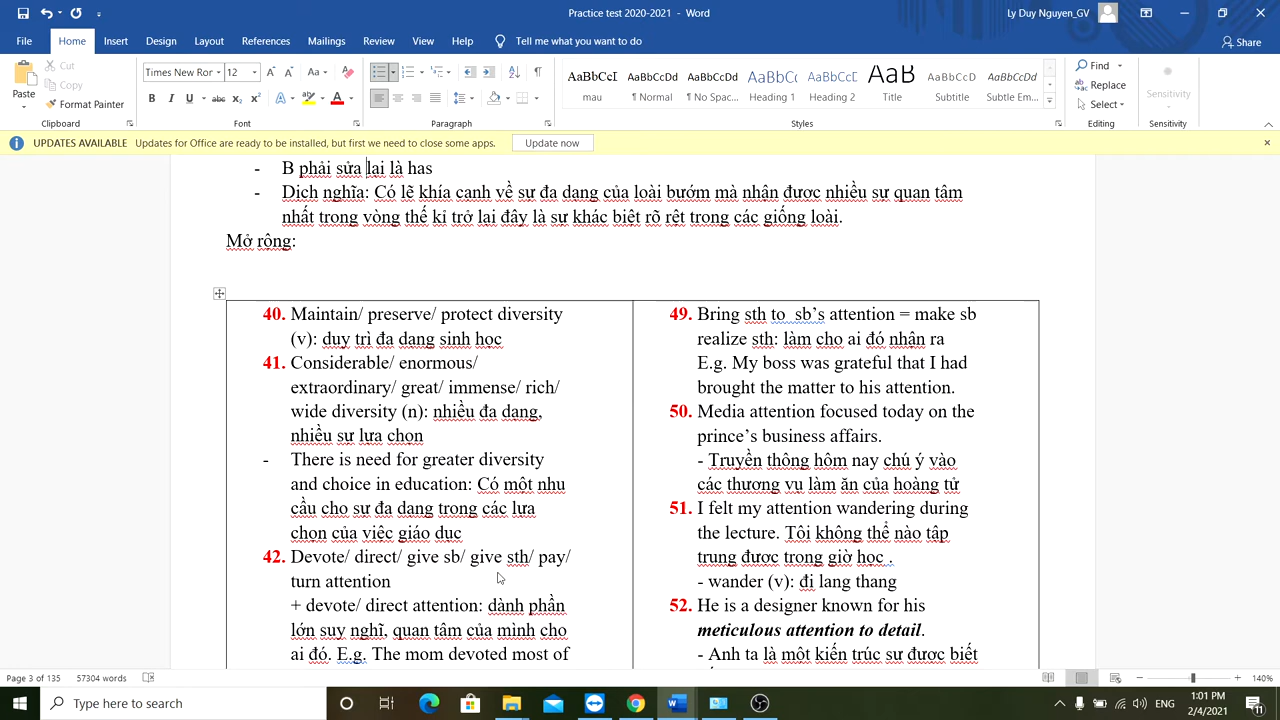 Practice test 2020-2021 - Word
Ly Duy Nguyen_GV
File Home Insert Design Layout References Mailings Review View Help Tell me what you want to do Share
Paste Cut Copy Format Painter
Times New Ror 12 Aa
B I U abc x₂ x² A A
AaBbCcI AaBbCcDd AaBbCcDd AaBbC AaBbCcl AaB AaBbCcDd AaBbCcDd
mau ¶ Normal ¶ No Spac... Heading 1 Heading 2 Title Subtitle Subtle Em...
Find Replace Select Sensitivity
Clipboard Font Paragraph Styles Editing Sensitivity
UPDATES AVAILABLE Updates for Office are ready to be installed, but first we need to close some apps. Update now
- B phải sửa lại là has
- Dịch nghĩa: Có lẽ khía cạnh về sự đa dạng của loài bướm mà nhận được nhiều sự quan tâm
nhất trong vòng thế kỉ trở lại đây là sự khác biệt rõ rệt trong các giống loài.
Mở rộng:
40. Maintain/ preserve/ protect diversity
(v): duy trì đa dạng sinh học
41. Considerable/ enormous/
extraordinary/ great/ immense/ rich/
wide diversity (n): nhiều đa dạng,
nhiều sự lựa chọn
- There is need for greater diversity
and choice in education: Có một nhu
cầu cho sự đa dạng trong các lựa
chọn của việc giáo dục
42. Devote/ direct/ give sb/ give sth/ pay/
turn attention
+ devote/ direct attention: dành phần
lớn suy nghĩ, quan tâm của mình cho
ai đó. E.g. The mom devoted most of
49. Bring sth to sb’s attention = make sb
realize sth: làm cho ai đó nhận ra
E.g. My boss was grateful that I had
brought the matter to his attention.
50. Media attention focused today on the
prince’s business affairs.
- Truyền thông hôm nay chú ý vào
các thương vụ làm ăn của hoàng tử
51. I felt my attention wandering during
the lecture. Tôi không thể nào tập
trung được trong giờ học .
- wander (v): đi lang thang
52. He is a designer known for his
meticulous attention to detail.
- Anh ta là một kiến trúc sư được biết
Page 3 of 135 57304 words 140%
Type here to search
1:01 PM
2/4/2021
11